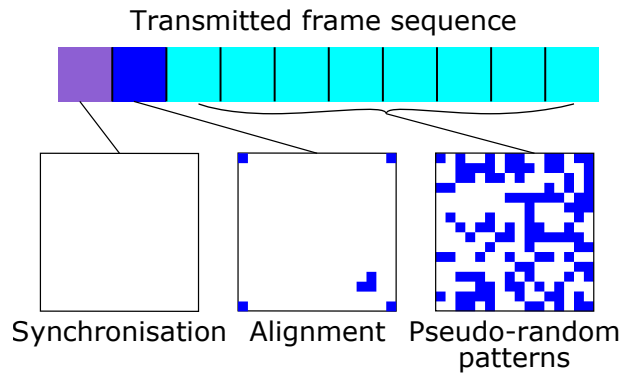 Transmitted frame sequence
Synchronisation Alignment Pseudo-random
patterns